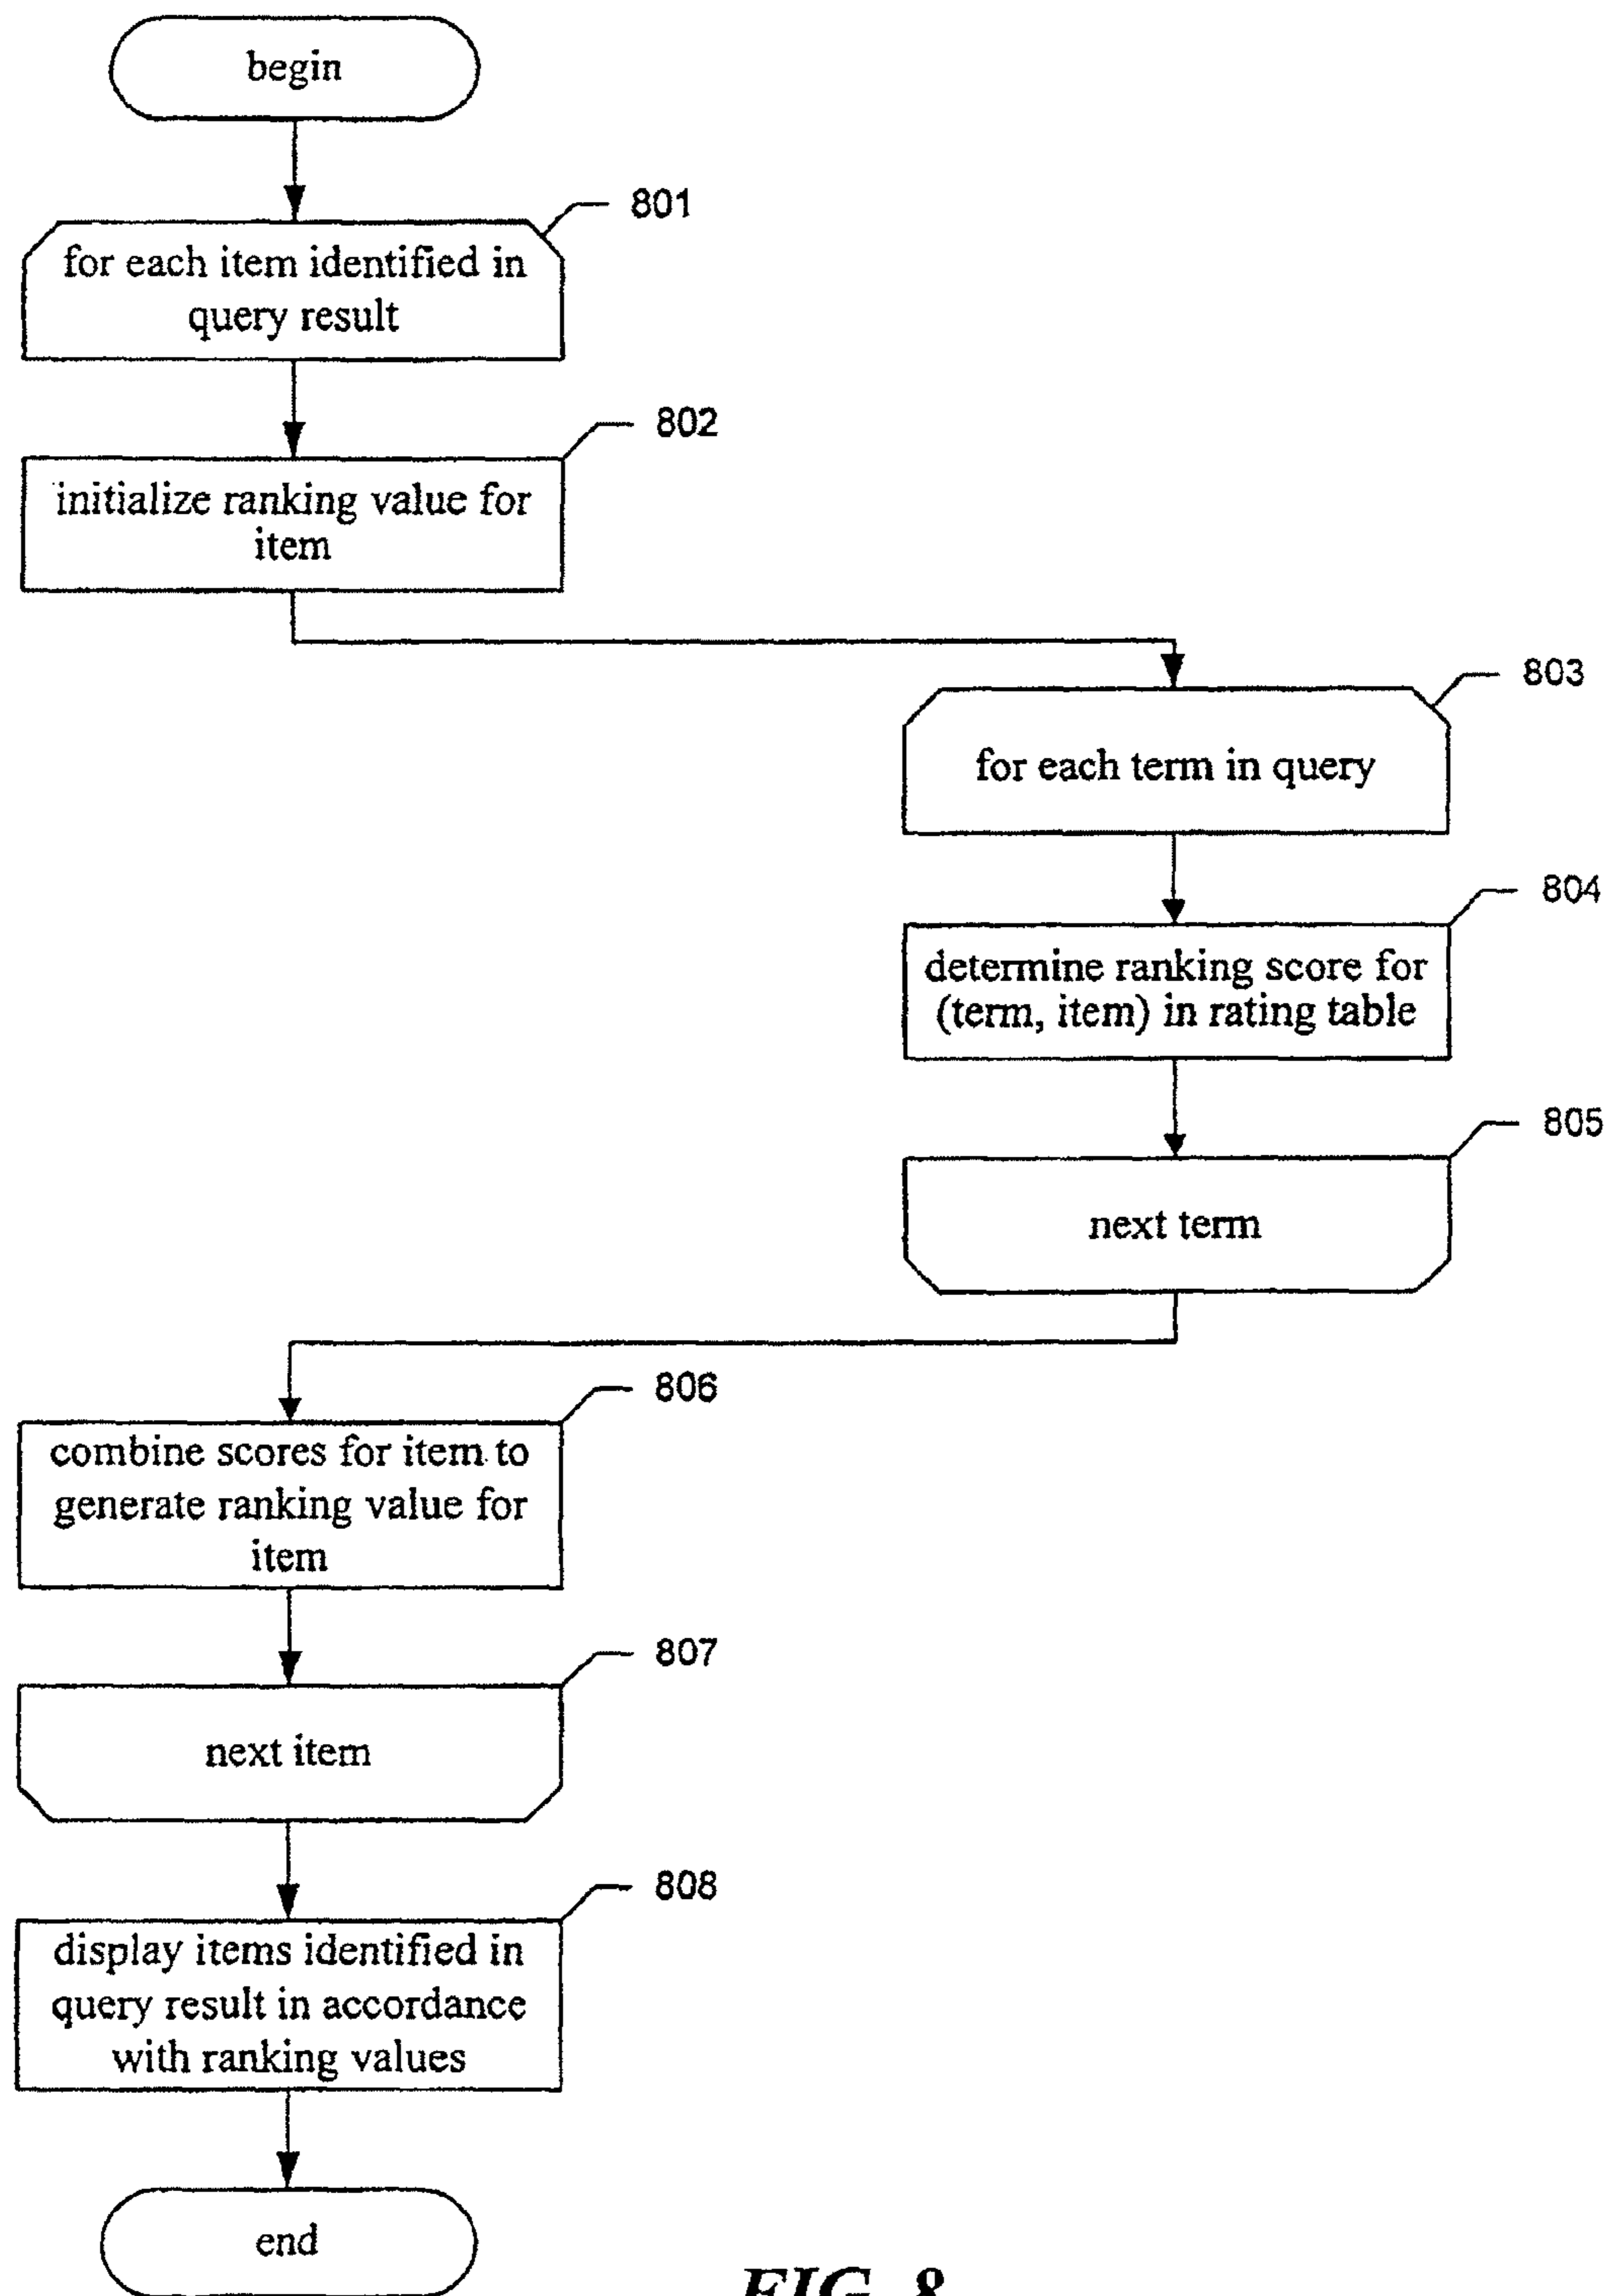 begin
801
for each item identified in
query result
802
initialize ranking value for
item
803
for each term in query
804
determine ranking score for
(term, item) in rating table
805
next term
806
combine scores for item to
generate ranking value for
item
807
next item
808
display items identified in
query result in accordance
with ranking values
end
FIG. 8